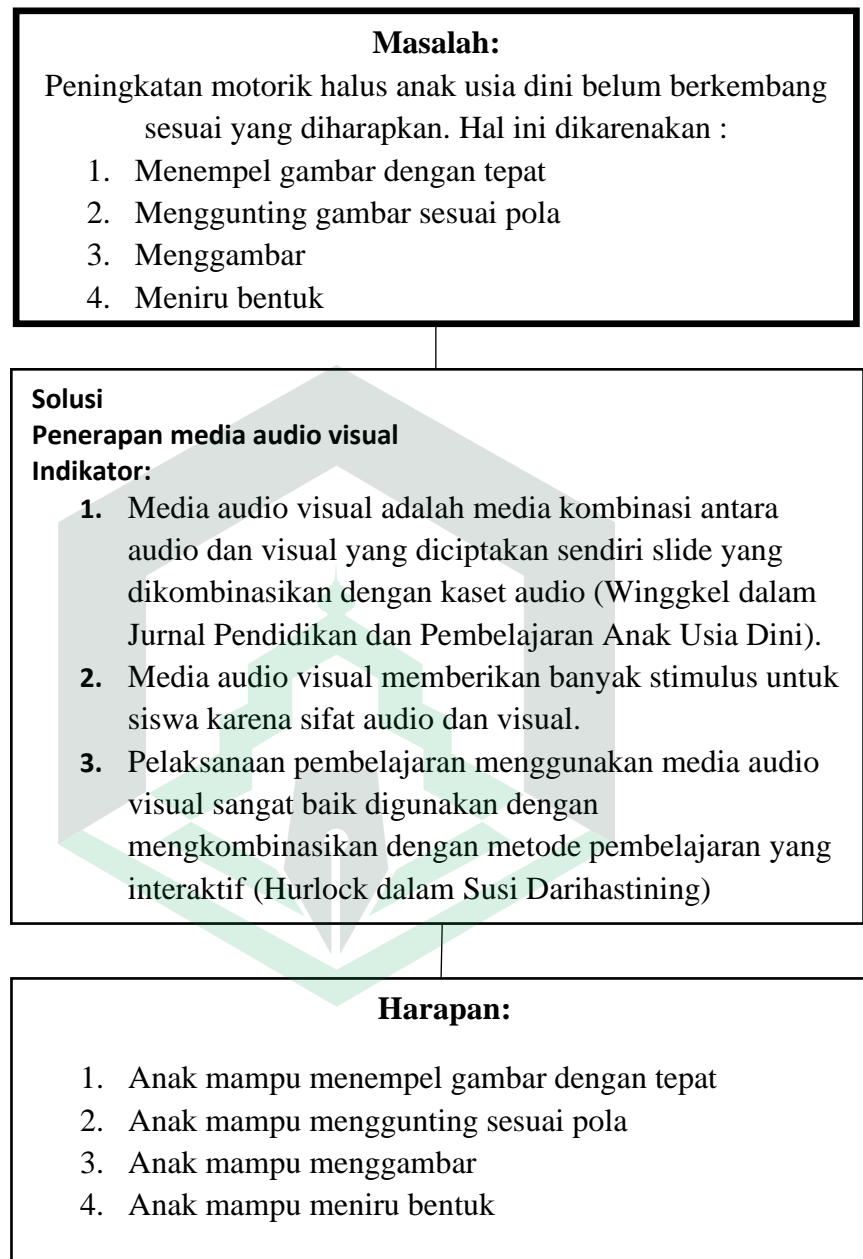 Masalah:
Peningkatan motorik halus anak usia dini belum berkembang
sesuai yang diharapkan. Hal ini dikarenakan :
1. Menempel gambar dengan tepat
2. Menggunting gambar sesuai pola
3. Menggambar
4. Meniru bentuk
Solusi
Penerapan media audio visual
Indikator:
1. Media audio visual adalah media kombinasi antara
audio dan visual yang diciptakan sendiri slide yang
dikombinasikan dengan kaset audio (Winggkel dalam
Jurnal Pendidikan dan Pembelajaran Anak Usia Dini).
2. Media audio visual memberikan banyak stimulus untuk
siswa karena sifat audio dan visual.
3. Pelaksanaan pembelajaran menggunakan media audio
visual sangat baik digunakan dengan
mengkombinasikan dengan metode pembelajaran yang
interaktif (Hurlock dalam Susi Darihastining)
Harapan:
1. Anak mampu menempel gambar dengan tepat
2. Anak mampu menggunting sesuai pola
3. Anak mampu menggambar
4. Anak mampu meniru bentuk